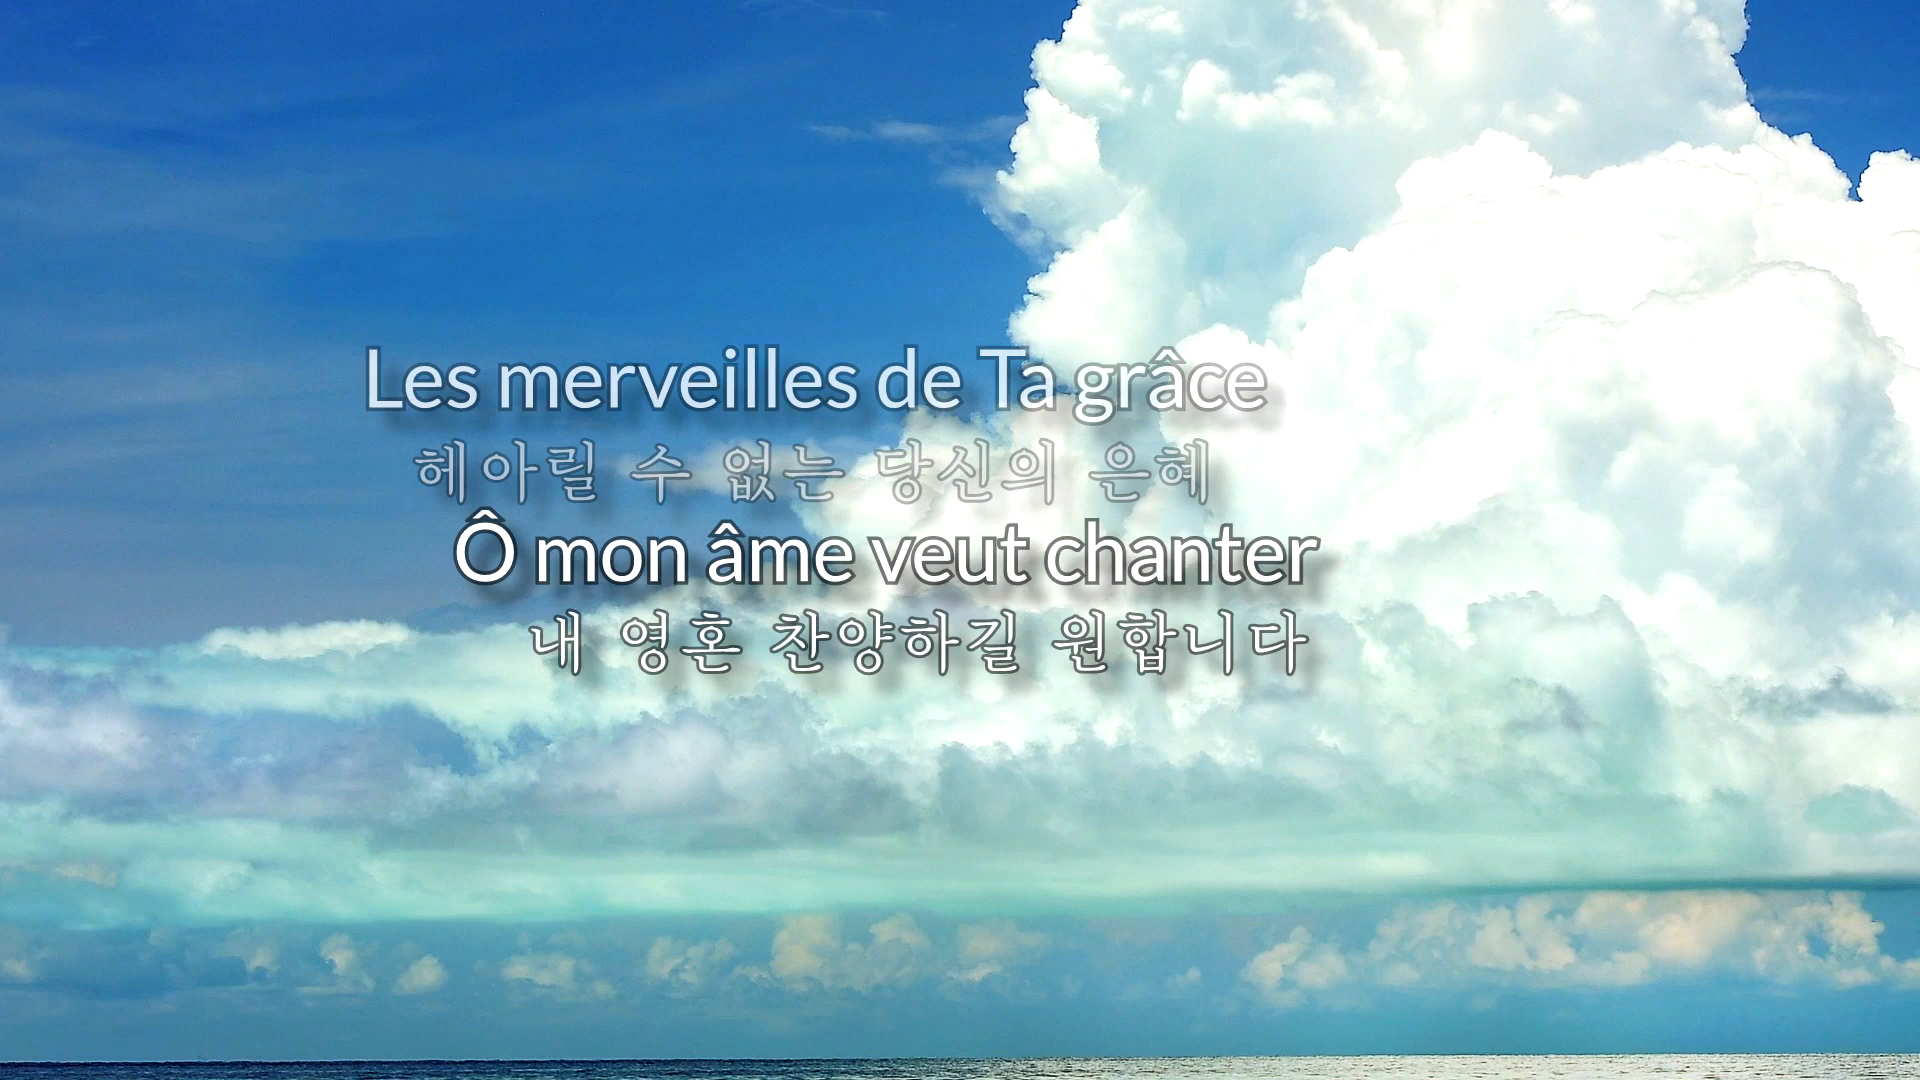 Les merveilles de Ta grâce
헤아릴 수 없는 당신의 은혜
Ô mon âme veut chanter
내 영혼 찬양하길 원합니다